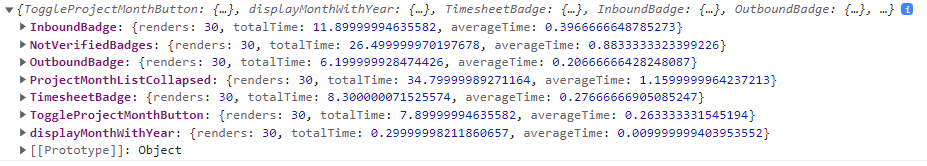 ▼{ToggleProjectMonthButton: {…}, displayMonthWithYear: {…}, TimesheetBadge: {…}, InboundBadge: {…}, OutboundBadge: {…}, …} i
▶ InboundBadge: {renders: 30, totalTime: 11.89999994635582, averageTime: 0.3966666648785273}
▶ NotVerifiedBadges: {renders: 30, totalTime: 26.499999970197678, averageTime: 0.8833333323399226}
▶ OutboundBadge: {renders: 30, totalTime: 6.199999928474426, averageTime: 0.20666666428248087}
▶ ProjectMonthListCollapsed: {renders: 30, totalTime: 34.79999989271164, averageTime: 1.1599999964237213}
▶ TimesheetBadge: {renders: 30, totalTime: 8.300000071525574, averageTime: 0.27666666905085247}
▶ ToggleProjectMonthButton: {renders: 30, totalTime: 7.89999994635582, averageTime: 0.263333331545194}
▶ displayMonthWithYear: {renders: 30, totalTime: 0.29999998211860657, averageTime: 0.009999999403953552}
▶ [[Prototype]]: Object